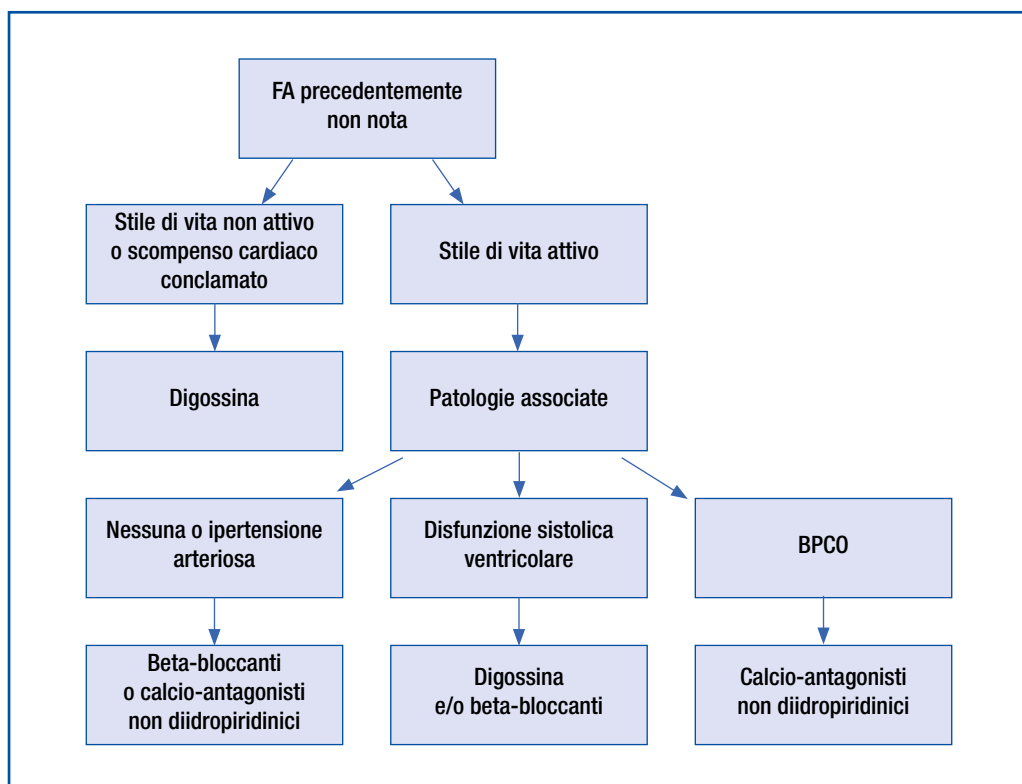 FA precedentemente
non nota
Stile di vita non attivo
o scompenso cardiaco
conclamato
Stile di vita attivo
Digossina
Patologie associate
Nessuna o ipertensione
arteriosa
Disfunzione sistolica
ventricolare
BPCO
Beta-bloccanti
o calcio-antagonisti
non diidropiridinici
Digossina
e/o beta-bloccanti
Calcio-antagonisti
non diidropiridinici